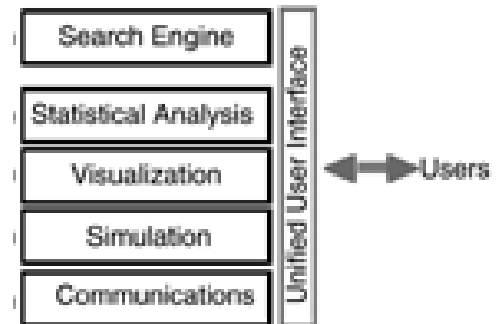 Search Engine
Statistical Analysis
Visualization
Simulation
Communications
Unified User Interface
Users